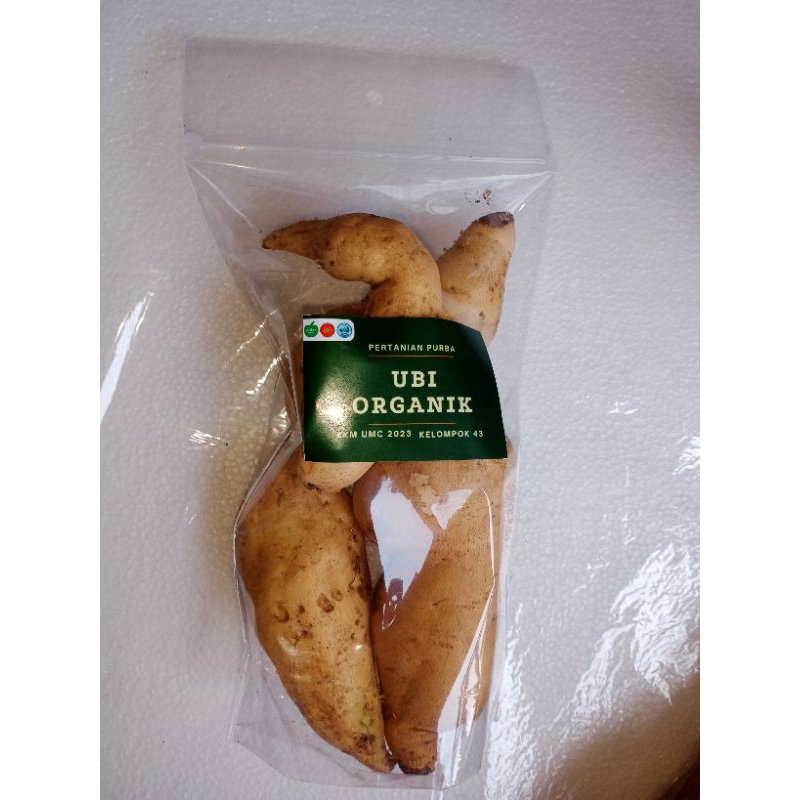 PERTANIAN PURBA
UBI
ORGANIK
KKM UMC 2023 KELOMPOK 43